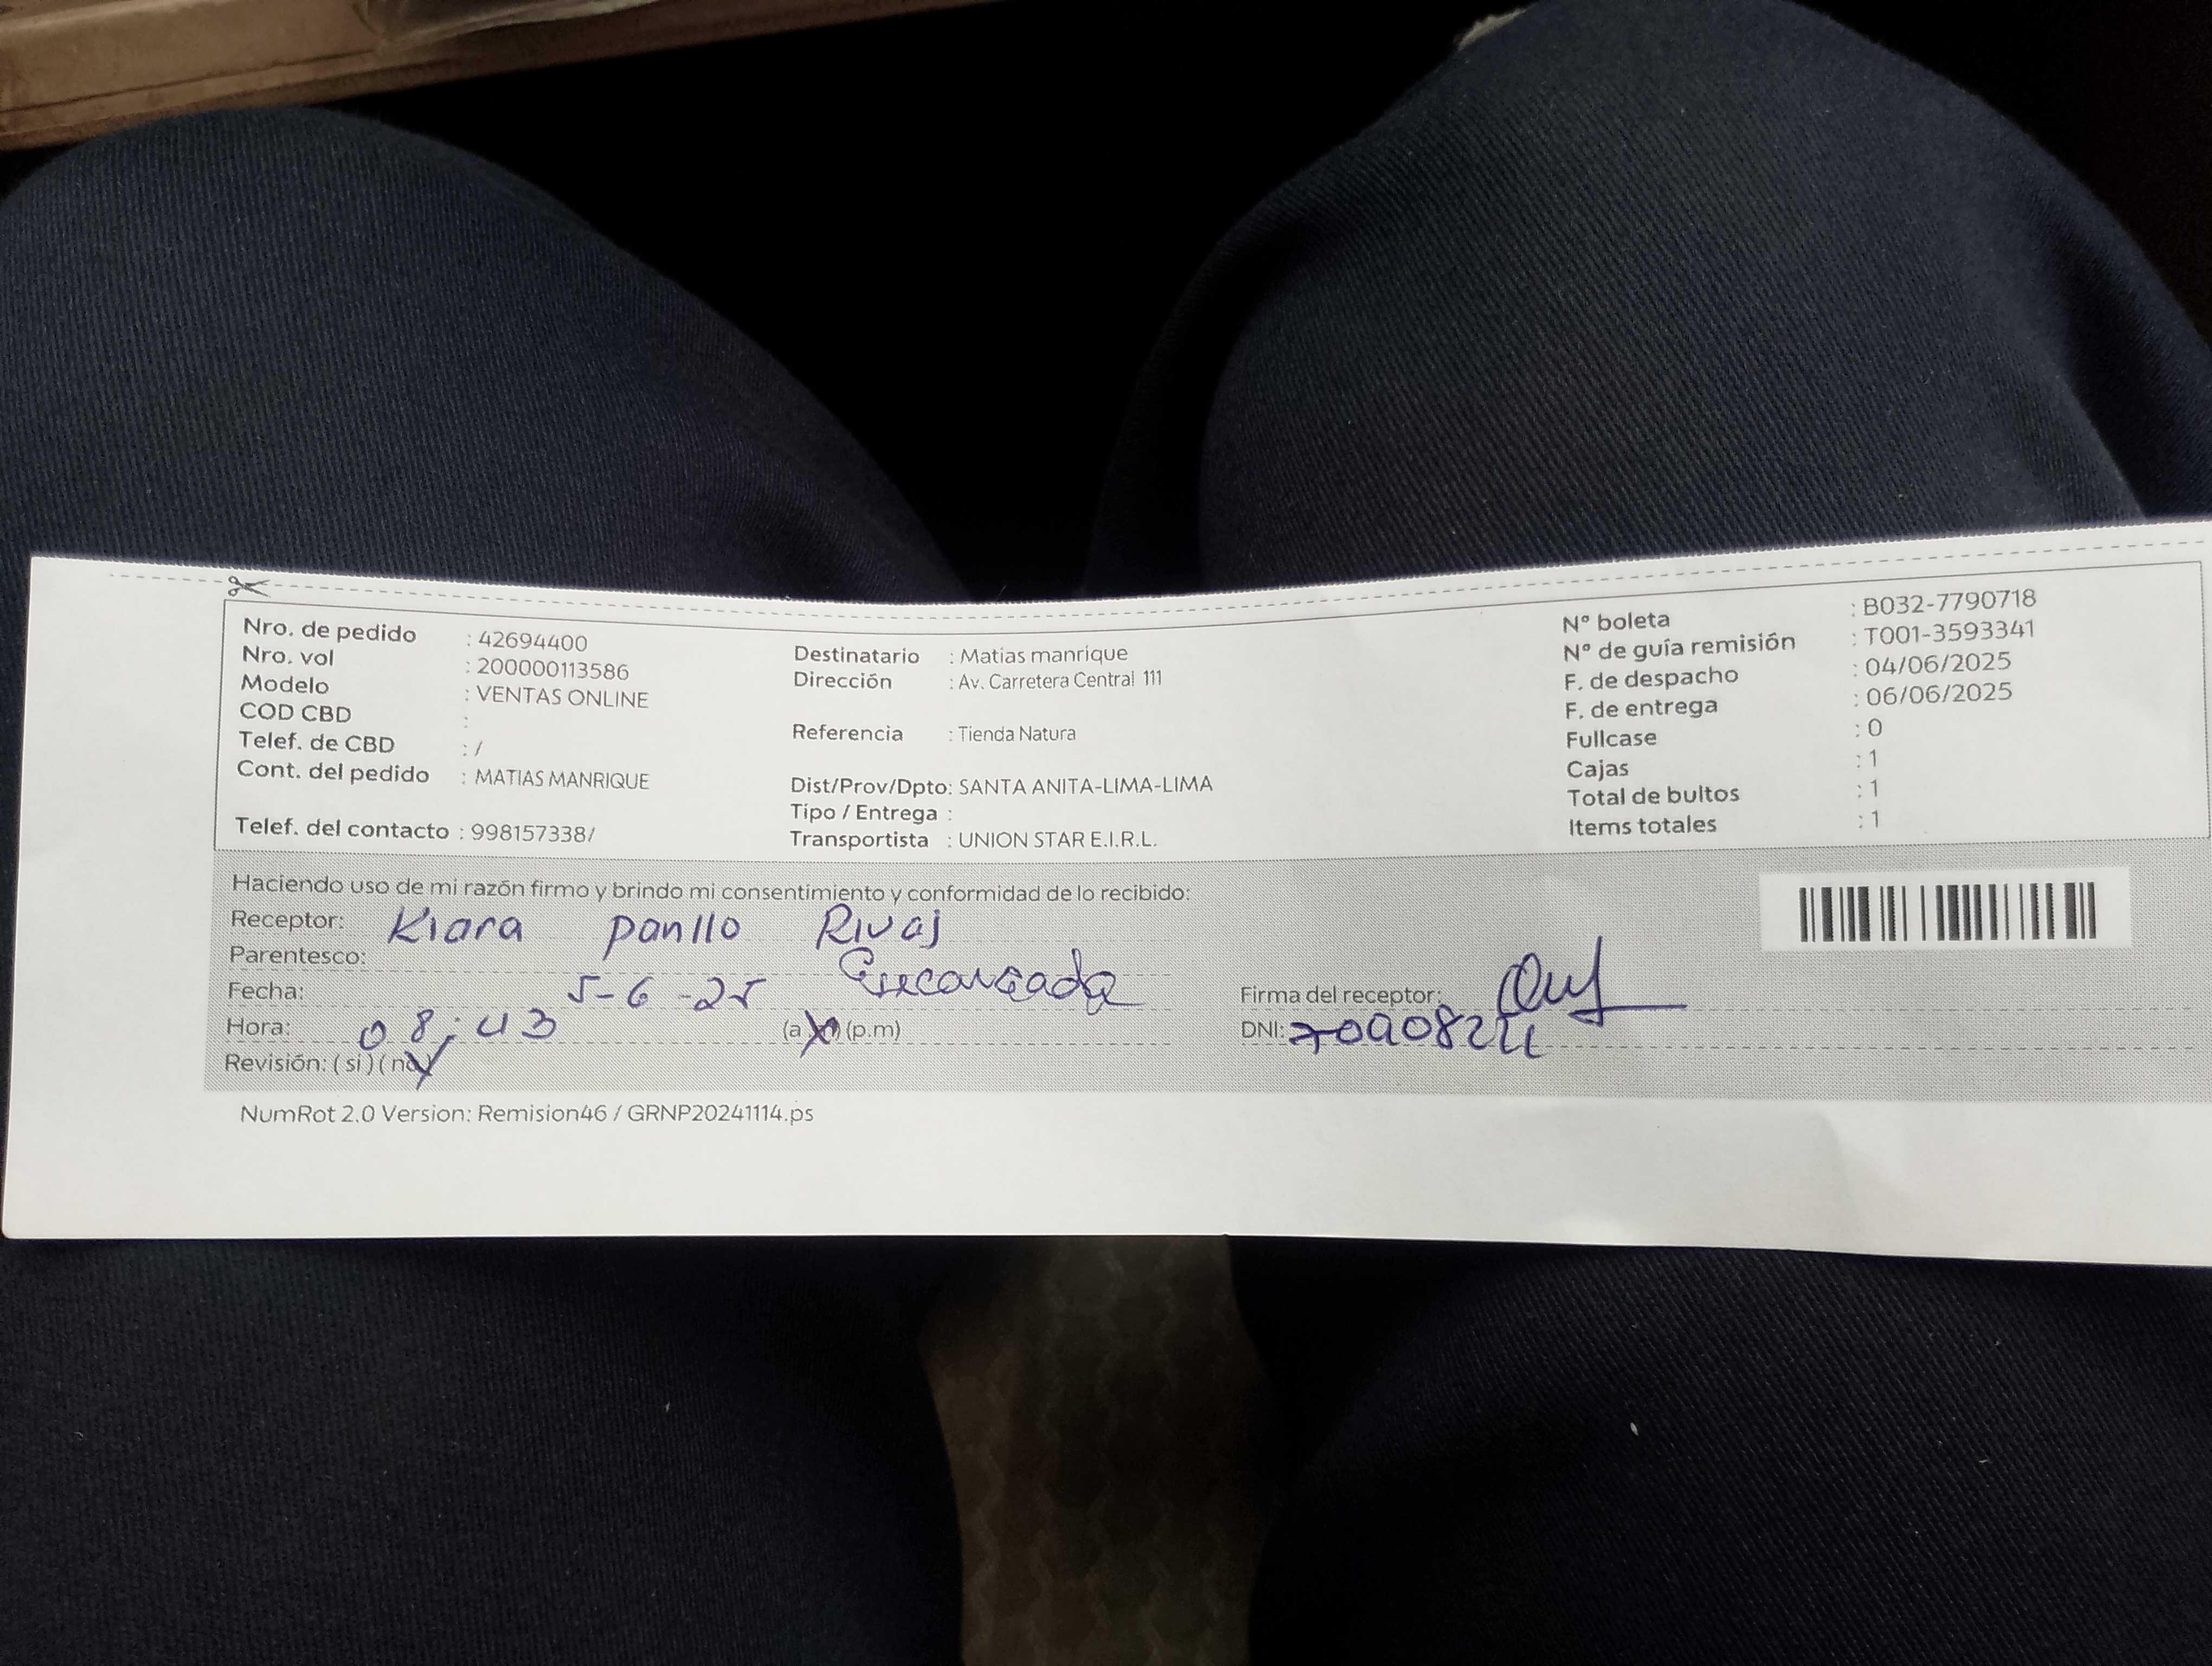 Nro. de pedido : 42694400
Nro. vol : 200000113586
Modelo : VENTAS ONLINE
COD CBD :
Telef. de CBD : /
Cont. del pedido : MATIAS MANRIQUE
Telef. del contacto : 998157338/
Destinatario : Matias manrique
Dirección : Av. Carretera Central 111
Referencia : Tienda Natura
Dist/Prov/Dpto: SANTA ANITA-LIMA-LIMA
Tipo / Entrega :
Transportista : UNION STAR E.I.R.L.
Nº boleta : B032-7790718
Nº de guía remisión : T001-3593341
F. de despacho : 04/06/2025
F. de entrega : 06/06/2025
Fullcase : 0
Cajas : 1
Total de bultos : 1
Items totales : 1
Haciendo uso de mi razón firmo y brindo mi consentimiento y conformidad de lo recibido:
Receptor: Kiara Panllo Rivas
Parentesco: Encargada
Fecha: 5-6-25
Hora: 08:43 (a.m) (p.m)
Revisión: (si) (no)
Firma del receptor:
DNI:
NumRot 2.0 Version: Remision46 / GRNP20241114.ps